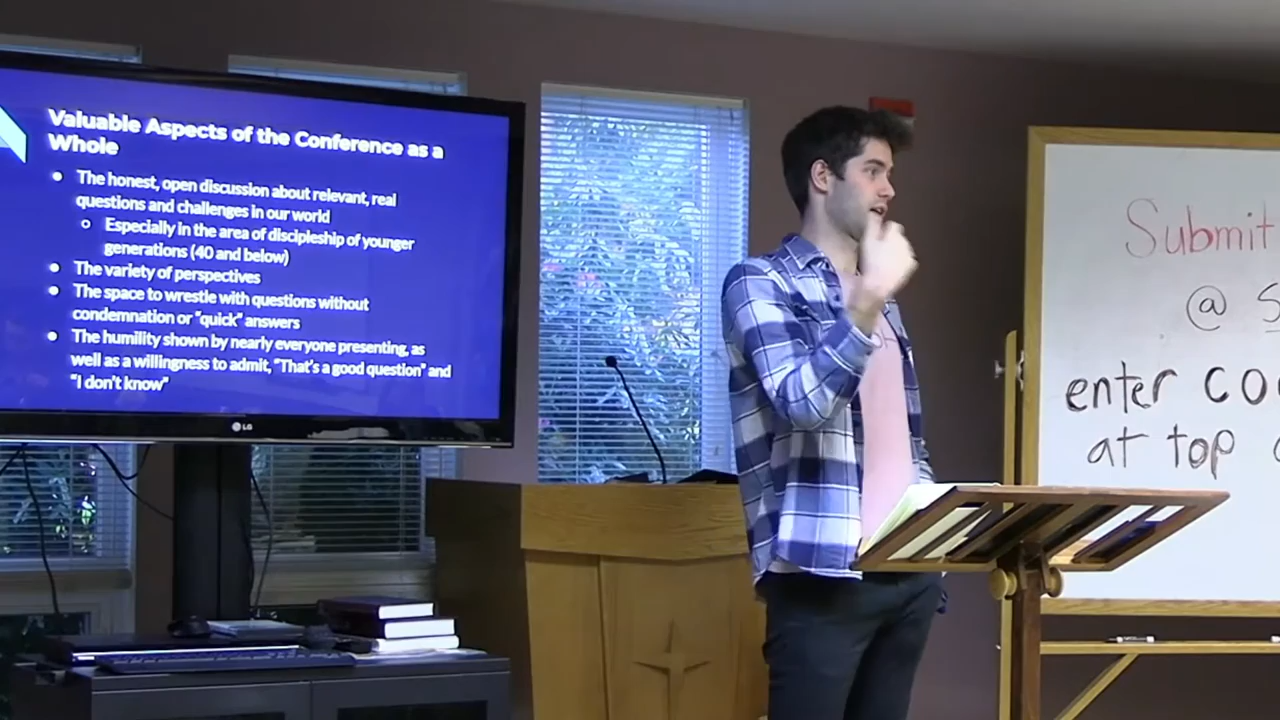 Valuable Aspects of the Conference as a
Whole
● The honest, open discussion about relevant, real
questions and challenges in our world
○ Especially in the area of discipleship of younger
generations (40 and below)
● The variety of perspectives
● The space to wrestle with questions without
condemnation or "quick" answers
● The humility shown by nearly everyone presenting, as
well as a willingness to admit, "That's a good question" and
"I don't know"
LG
Submit
@ S
enter co
at top